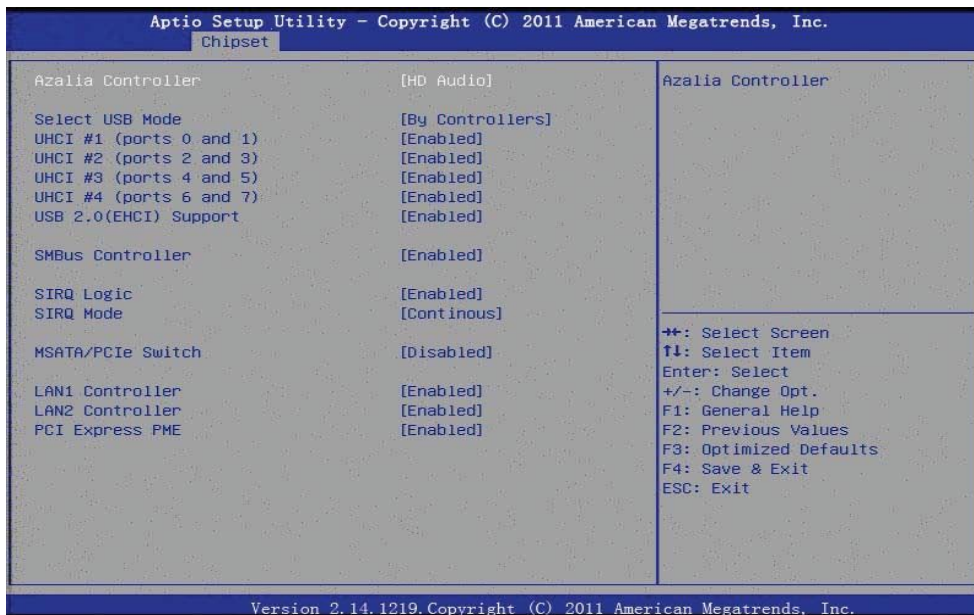 Aptio Setup Utility - Copyright (C) 2011 American Megatrends, Inc.
Chipset
Azalia Controller [HD Audio]
Select USB Mode [By Controllers]
UHCI #1 (ports 0 and 1) [Enabled]
UHCI #2 (ports 2 and 3) [Enabled]
UHCI #3 (ports 4 and 5) [Enabled]
UHCI #4 (ports 6 and 7) [Enabled]
USB 2.0(EHCI) Support [Enabled]
SMBus Controller [Enabled]
SIRQ Logic [Enabled]
SIRQ Mode [Continous]
MSATA/PCIe Switch [Disabled]
LAN1 Controller [Enabled]
LAN2 Controller [Enabled]
PCI Express PME [Enabled]
Azalia Controller
→←: Select Screen
↑↓: Select Item
Enter: Select
+/-: Change Opt.
F1: General Help
F2: Previous Values
F3: Optimized Defaults
F4: Save & Exit
ESC: Exit
Version 2.14.1219.Copyright (C) 2011 American Megatrends, Inc.